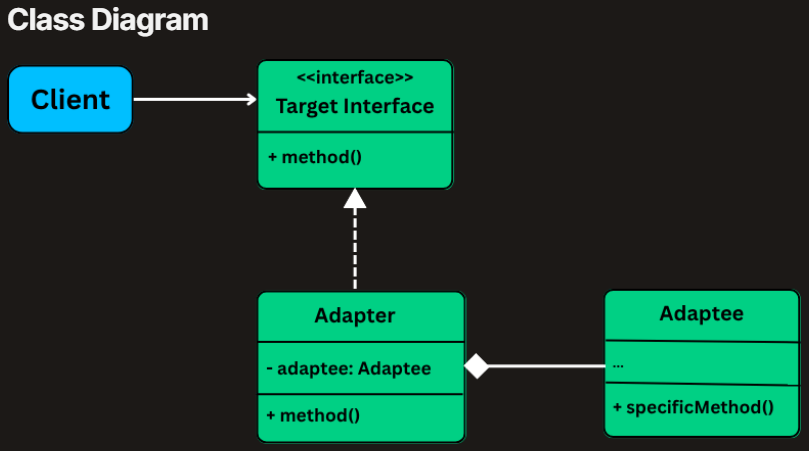 Class Diagram
Client
<<interface>>
Target Interface
+ method()
Adapter
- adaptee: Adaptee
+ method()
Adaptee
...
+ specificMethod()